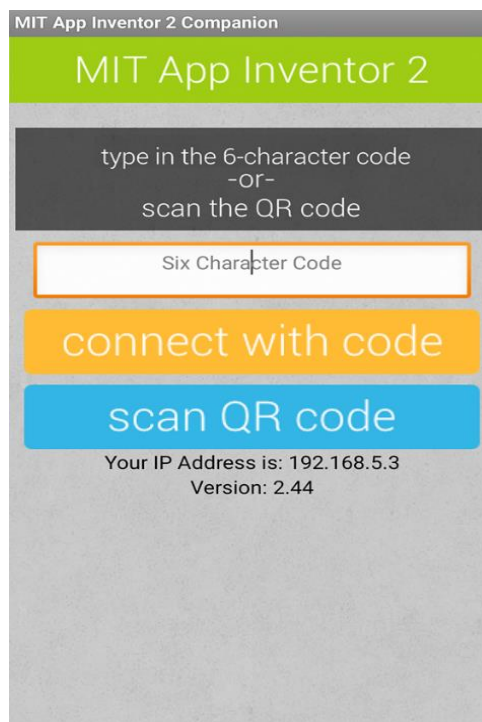 MIT App Inventor 2 Companion
MIT App Inventor 2
type in the 6-character code
-or-
scan the QR code
Six Character Code
connect with code
scan QR code
Your IP Address is: 192.168.5.3
Version: 2.44